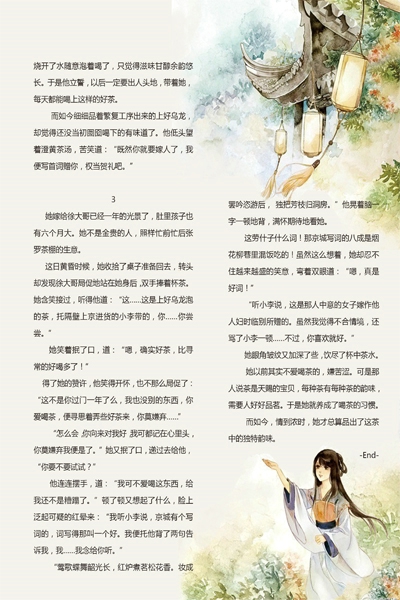 烧开了水随意泡着喝了，只觉得滋味甘醇余韵悠
长。于是他立誓，以后一定要出人头地，带着她，
每天都能喝上这样的好茶。
而如今细细品着繁复工序出来的上好乌龙，
却觉得还没当初囫囵喝下的有味道了。他低头望
着澄黄茶汤，苦笑道：“既然你就要嫁人了，我
便写首词赠你，权当贺礼吧。”
3
她嫁给徐大哥已经一年的光景了，肚里孩子也
有六个月大。她不是金贵的人，照样忙前忙后张
罗茶棚的生意。
这日黄昏时候，她收拾了桌子准备回去，转头
却发现徐大哥局促地站在她身后，双手捧着杯茶。
她含笑接过，听得他道：“这……这是上好乌龙泡
的茶，托隔壁上京进货的小李带的，你……你尝
尝。”
她笑着抿了口，道：“嗯，确实好茶，比寻
常的好喝多了！”
得了她的赞许，他笑得开怀，也不那么局促了：
“这不是你过门一年了么，我也没别的东西，你
爱喝茶，便寻思着弄些好茶来，你莫嫌弃……”
“怎么会，你向来对我好，我可都记在心里头，
你莫嫌弃我便是了。”她又抿了口，递过去给他，
“你要不要试试？”
他连连摆手，道：“我可不爱喝这东西，给
我还不是糟蹋了。”顿了顿又想起了什么，脸上
泛起可疑的红晕来：“我听小李说，京城有个写
词的，词写得那叫一个好。我便托他背了两句告
诉我，我……我念给你听。”
“莺歌蝶舞韶光长，红炉煮茗松花香。妆成
罢吟恣游后，独把芳枝归洞房。”他晃着脑一
字一顿地背，满怀期待地看她。
这劳什子什么词！那京城写词的八成是烟
花柳巷里混饭吃的！虽然这么想着，她却忍不
住越来越盛的笑意，弯着双眼道：“嗯，真是
好词！”
“听小李说，这是那人中意的女子嫁作他
人妇时临别所赠的。虽然我觉得不合情境，还
骂了小李一顿……不过，你喜欢就好。”
她眼角皱纹又加深了些，饮尽了杯中茶水。
她以前其实不爱喝茶的，嫌苦涩。可是那
人说茶是天赐的宝贝，每种茶有每种茶的韵味，
需要人好好品茗。于是她就养成了喝茶的习惯。
而如今，情到浓时，她才总算品出了这茶
中的独特韵味。
-End-